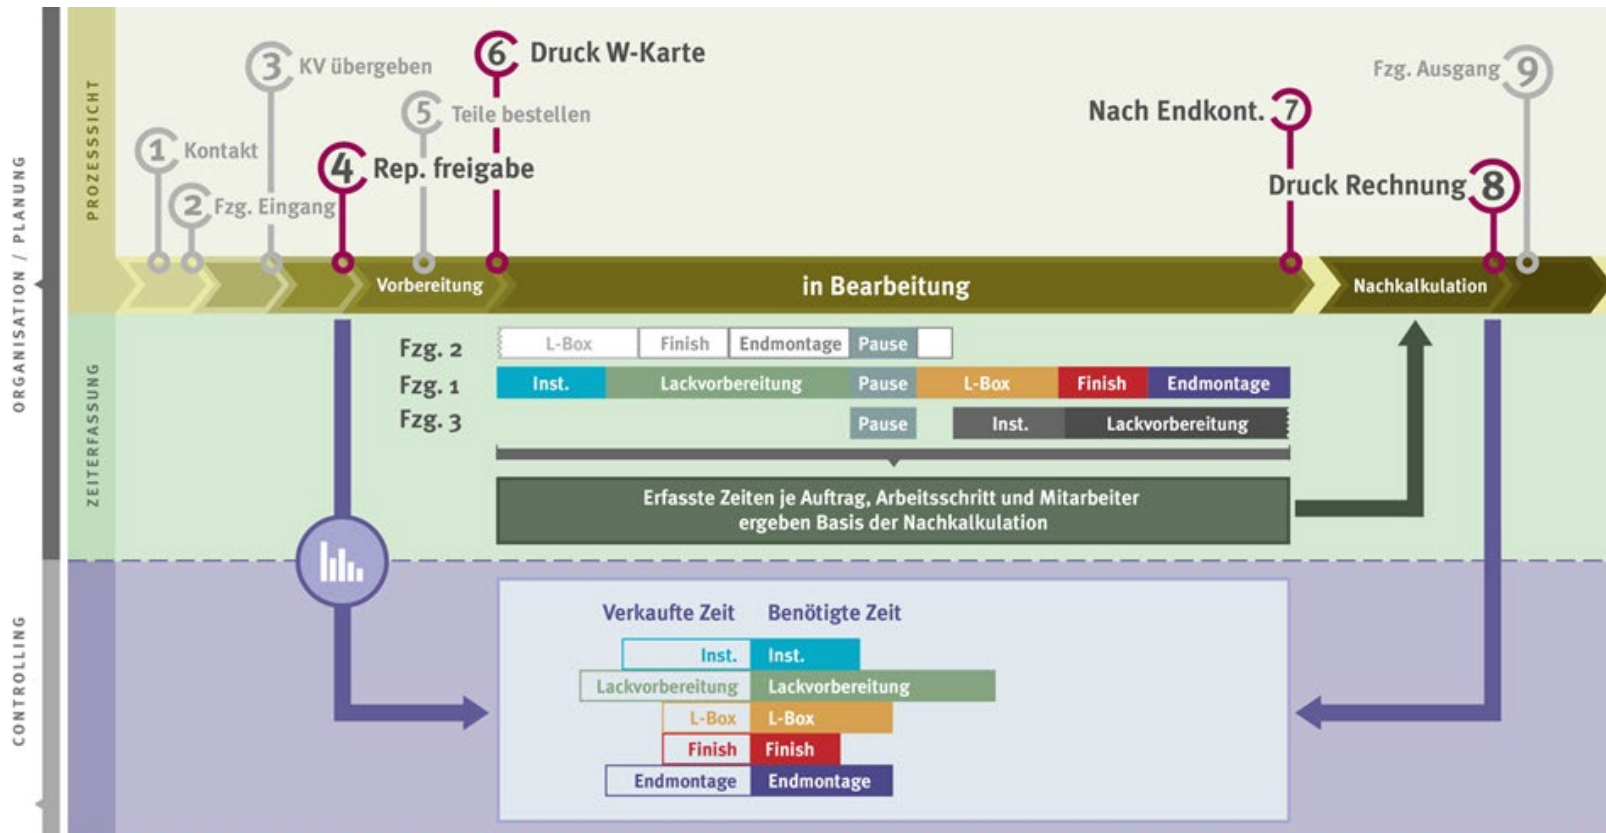 ORGANISATION / PLANUNG
CONTROLLING
PROZESSSICHT
ZEITERFASSUNG
1 Kontakt
2 Fzg. Eingang
3 KV übergeben
4 Rep. freigabe
5 Teile bestellen
6 Druck W-Karte
Nach Endkont. 7
Druck Rechnung 8
Fzg. Ausgang 9
Vorbereitung
in Bearbeitung
Nachkalkulation
Fzg. 2 L-Box Finish Endmontage Pause
Fzg. 1 Inst. Lackvorbereitung Pause L-Box Finish Endmontage
Fzg. 3 Pause Inst. Lackvorbereitung
Erfasste Zeiten je Auftrag, Arbeitsschritt und Mitarbeiter
ergeben Basis der Nachkalkulation
Verkaufte Zeit Benötigte Zeit
Inst. Inst.
Lackvorbereitung Lackvorbereitung
L-Box L-Box
Finish Finish
Endmontage Endmontage